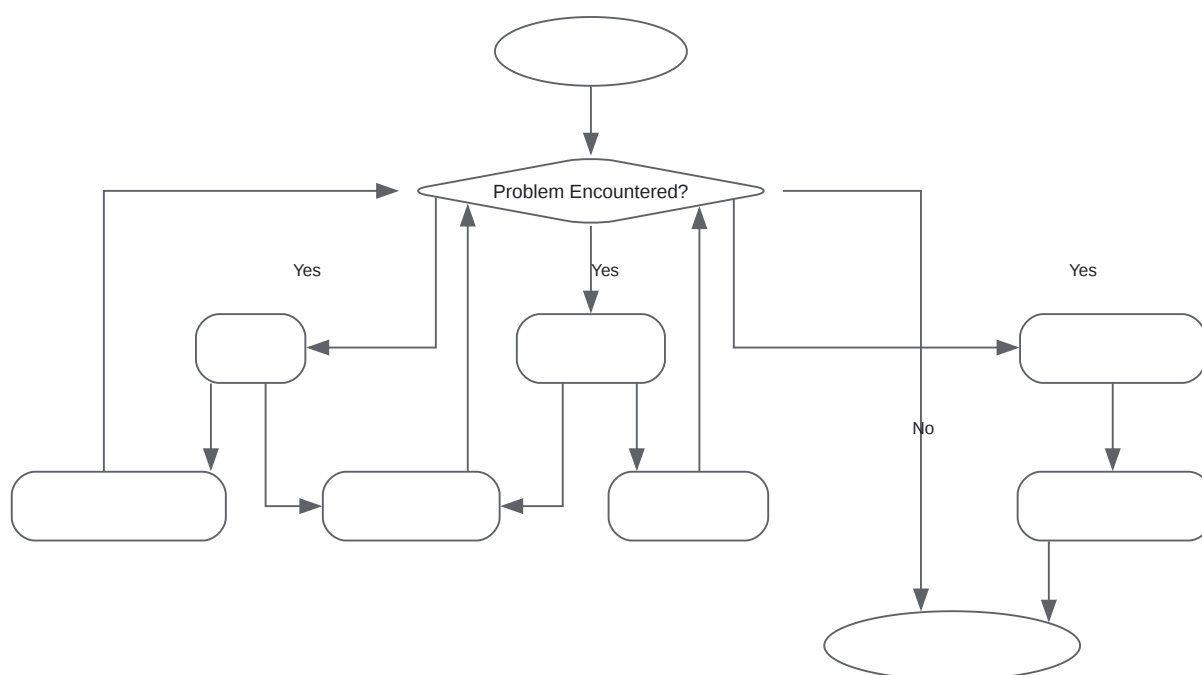 Problem Encountered?
Yes
Yes
Yes
No